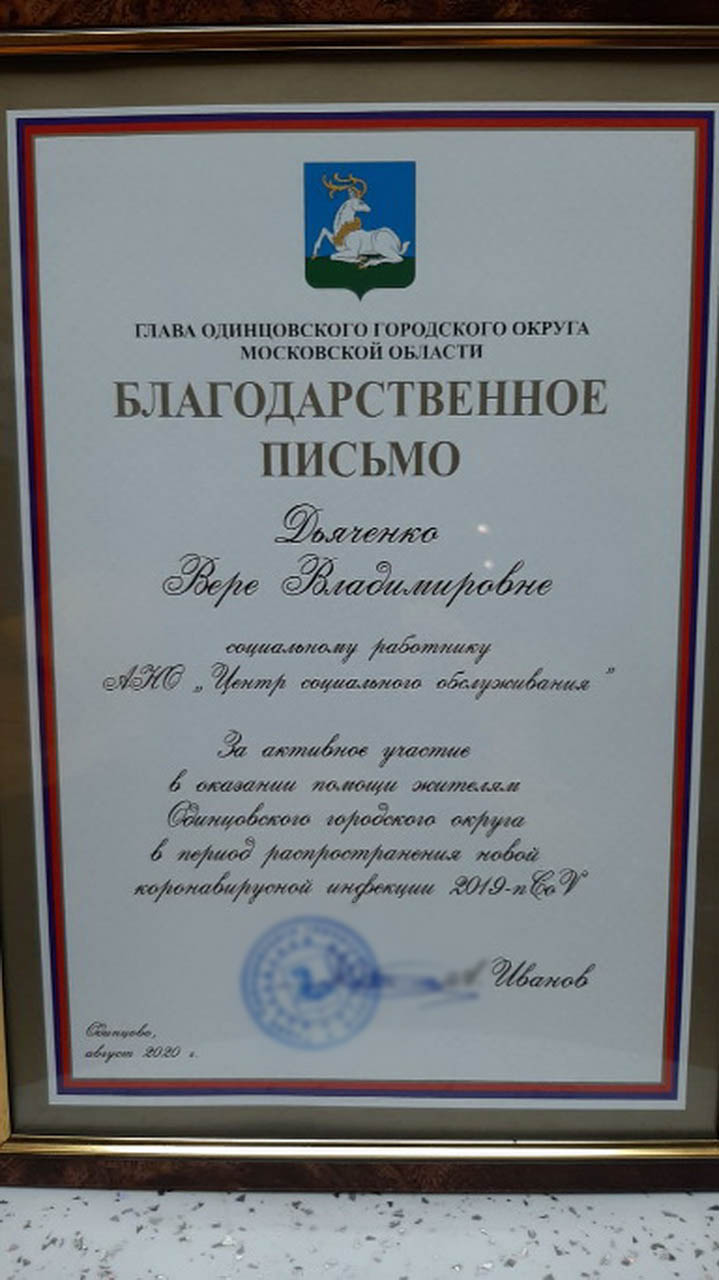 ГЛАВА ОДИНЦОВСКОГО ГОРОДСКОГО ОКРУГА
МОСКОВСКОЙ ОБЛАСТИ
БЛАГОДАРСТВЕННОЕ
ПИСЬМО
Дьяченко
Вере Владимировне
социальному работнику
АНО „Центр социального обслуживания"
За активное участие
в оказании помощи жителям
Одинцовского городского округа
в период распространения новой
коронавирусной инфекции 2019-nCoV
Иванов
Одинцово,
август 2020 г.